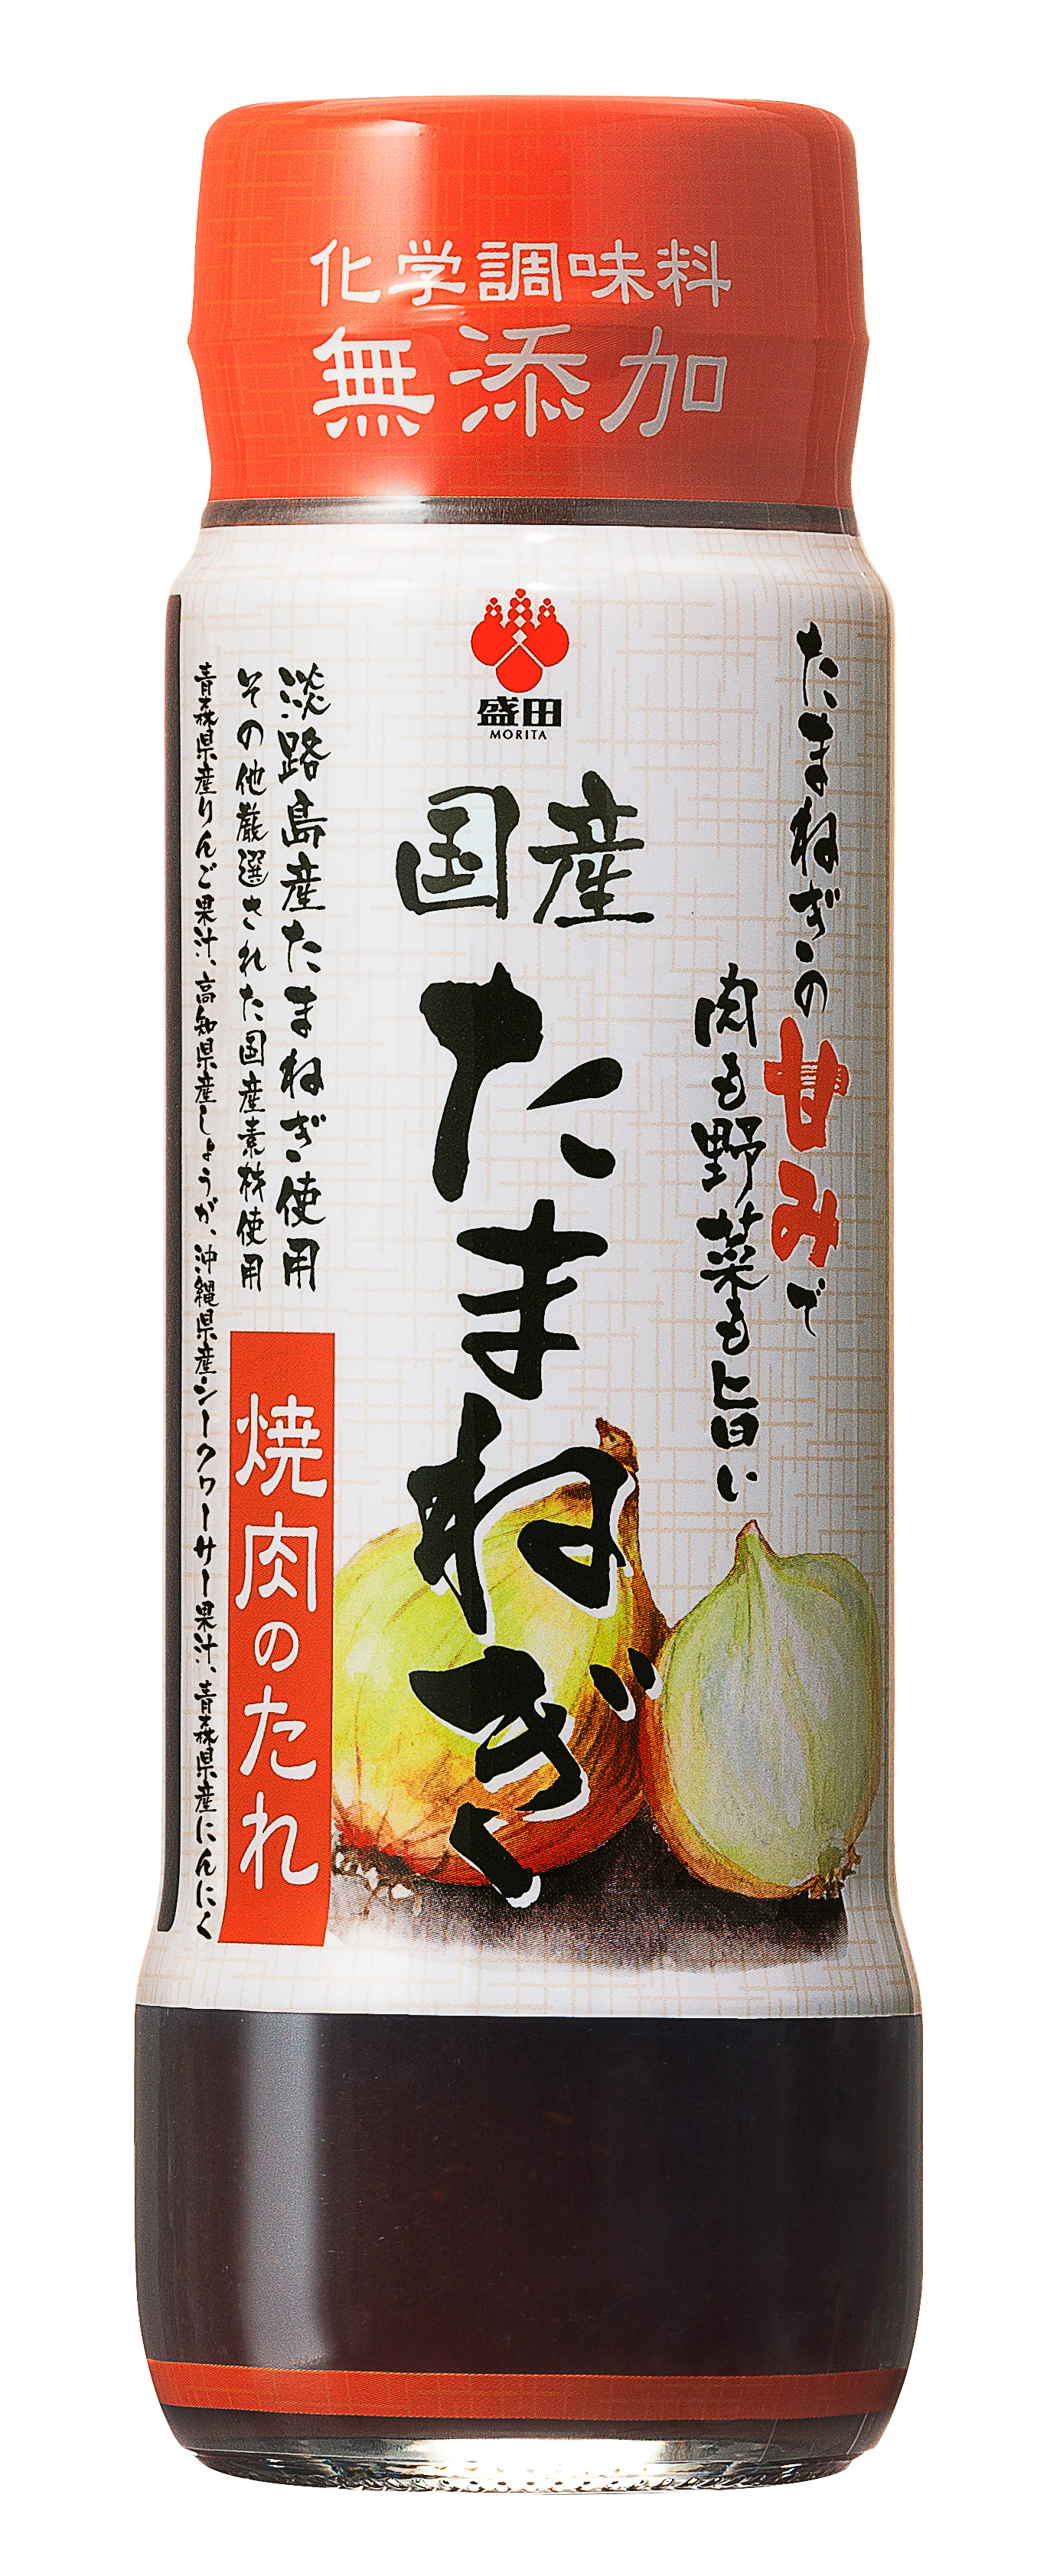 化学調味料
無添加
盛田
MORITA
たまねぎの甘みで
肉も野菜も旨い
国産
たまねぎ
淡路島産たまねぎ使用
その他厳選された国産素材使用
青森県産りんご果汁、高知県産しょうが、沖縄県産シークヮーサー果汁、青森県産にんにく
焼肉のたれ